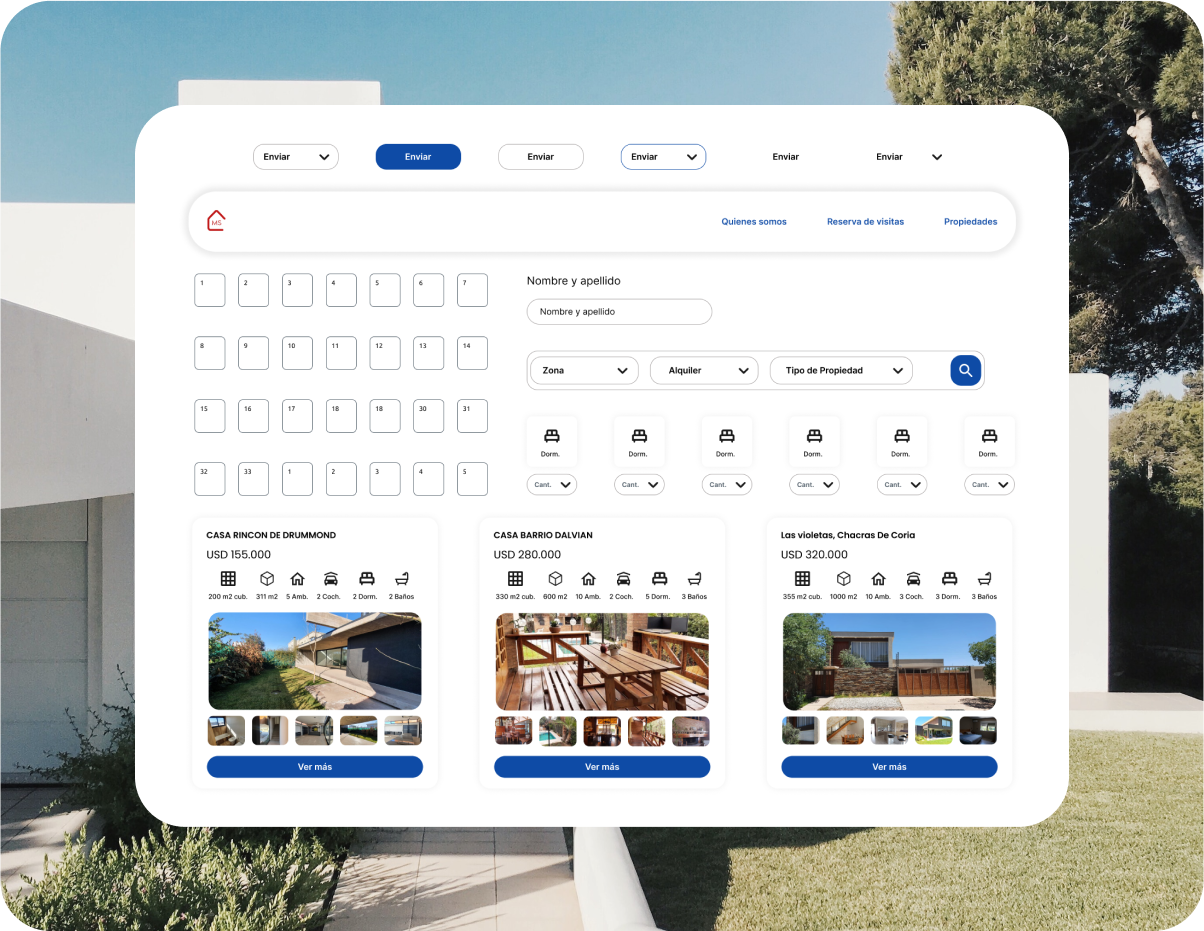 Enviar Enviar Enviar Enviar Enviar Enviar
MS Quienes somos Reserva de visitas Propiedades
1 2 3 4 5 6 7
8 9 10 11 12 13 14
15 16 17 18 18 30 31
32 33 1 2 3 4 5
Nombre y apellido
Nombre y apellido
Zona Alquiler Tipo de Propiedad
Dorm. Dorm. Dorm. Dorm. Dorm. Dorm.
Cant. Cant. Cant. Cant. Cant. Cant.
CASA RINCON DE DRUMMOND
USD 155.000
200 m2 cub. 311 m2 5 Amb. 2 Coch. 2 Dorm. 2 Baños
Ver más
CASA BARRIO DALVIAN
USD 280.000
330 m2 cub. 600 m2 10 Amb. 2 Coch. 5 Dorm. 3 Baños
Ver más
Las violetas, Chacras De Coria
USD 320.000
355 m2 cub. 1000 m2 10 Amb. 3 Coch. 3 Dorm. 3 Baños
Ver más